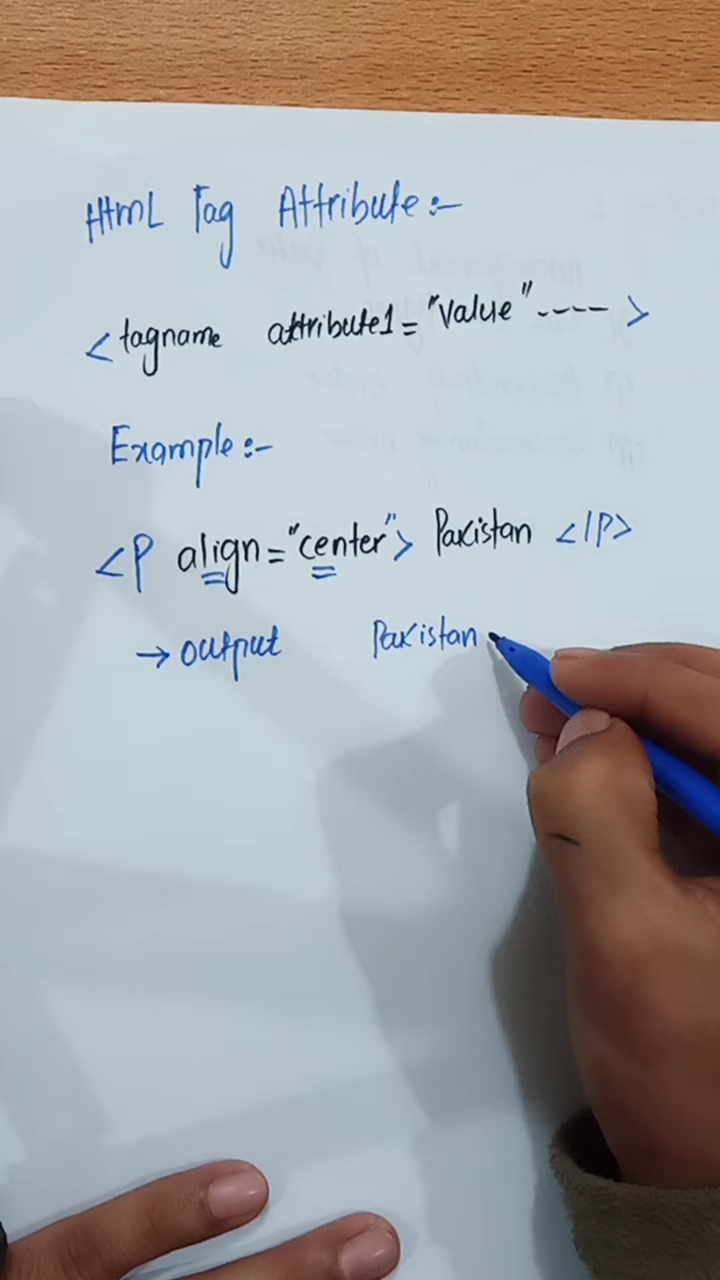 HtmL Tag Attribute :-
<tagname attribute1 = "Value" ---- >
Example :-
<P align = "center"> Pakistan </P>
→ output Pakistan